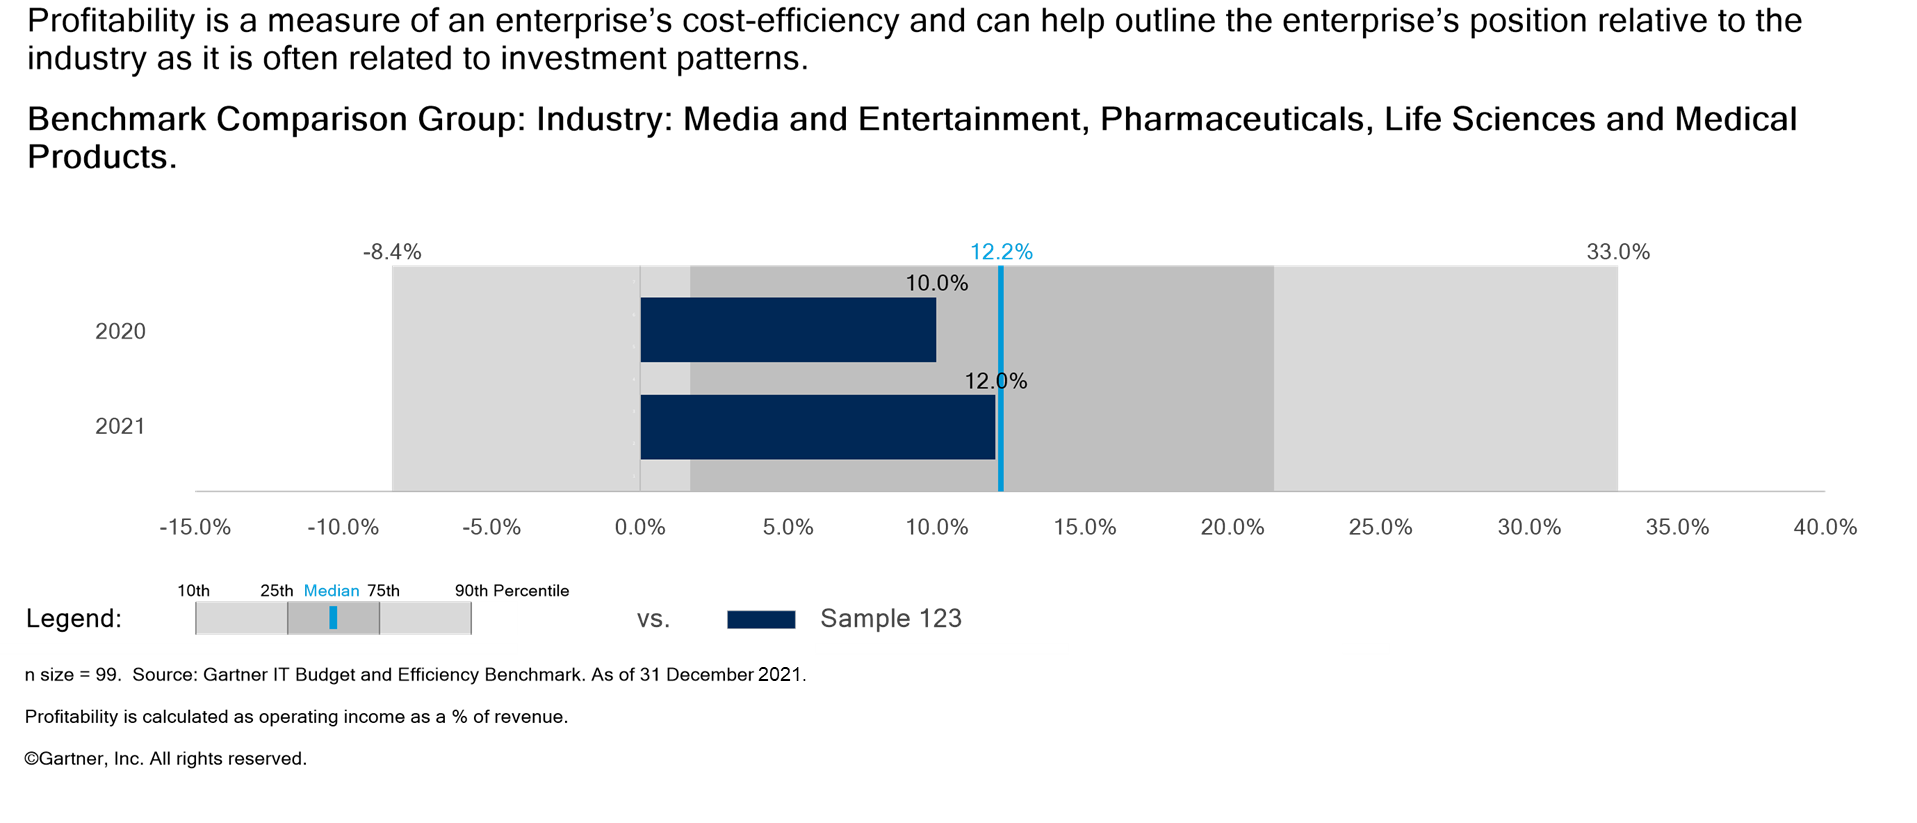 Profitability is a measure of an enterprise’s cost-efficiency and can help outline the enterprise’s position relative to the
industry as it is often related to investment patterns.
Benchmark Comparison Group: Industry: Media and Entertainment, Pharmaceuticals, Life Sciences and Medical
Products.
-8.4% 12.2% 33.0%
10.0%
2020
12.0%
2021
-15.0% -10.0% -5.0% 0.0% 5.0% 10.0% 15.0% 20.0% 25.0% 30.0% 35.0% 40.0%
10th 25th Median 75th 90th Percentile
Legend: vs. Sample 123
n size = 99.  Source: Gartner IT Budget and Efficiency Benchmark. As of 31 December 2021.
Profitability is calculated as operating income as a % of revenue.
©Gartner, Inc. All rights reserved.